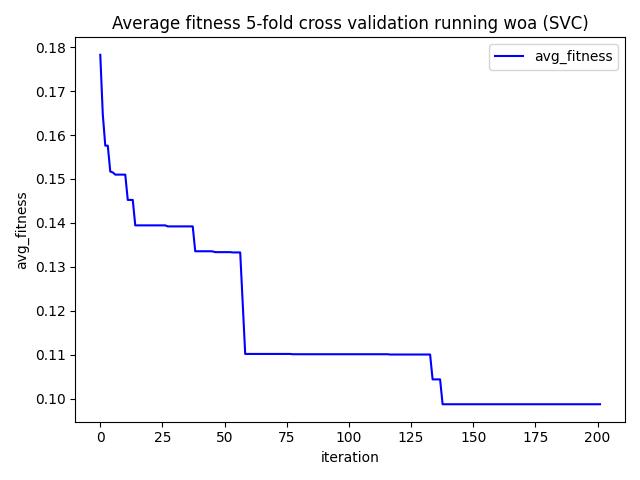 Average fitness 5-fold cross validation running woa (SVC)
avg_fitness
0.18
0.17
0.16
0.15
0.14
0.13
0.12
0.11
0.10
avg_fitness
0 25 50 75 100 125 150 175 200
iteration